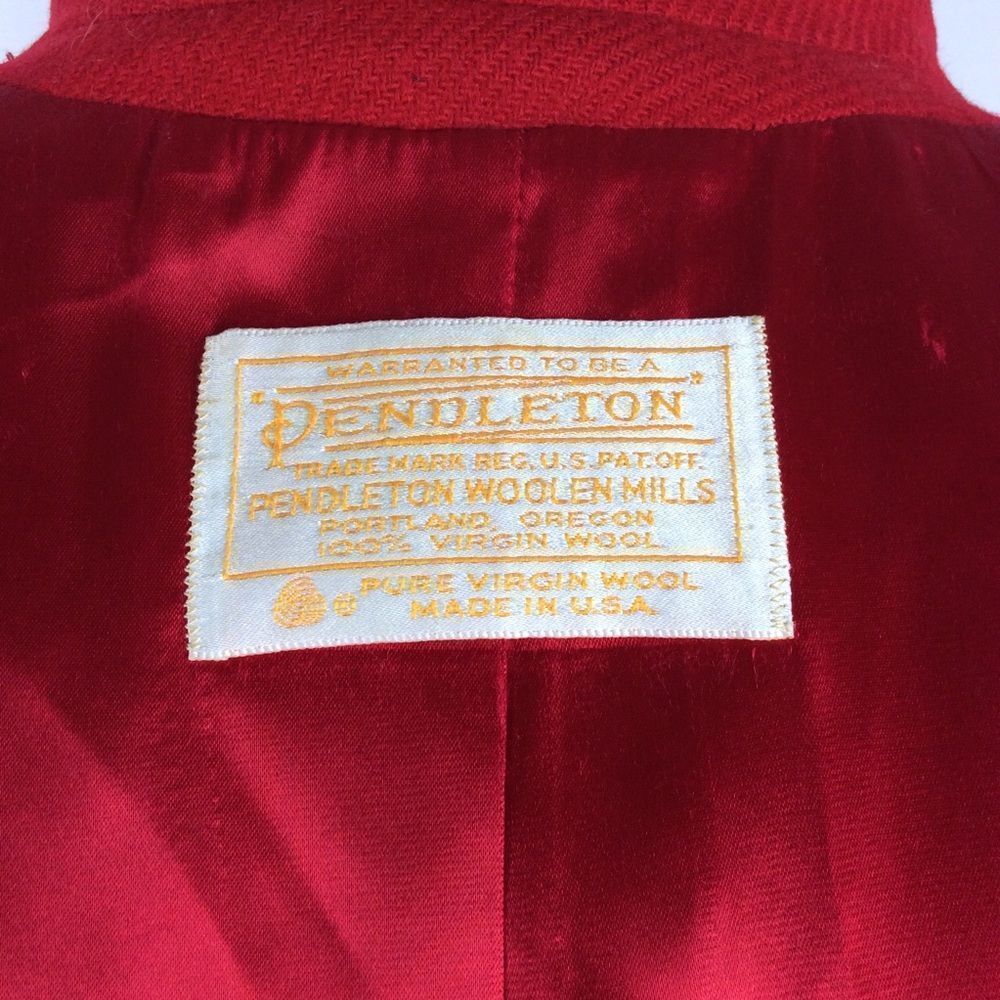 WARRANTED TO BE A
"PENDLETON"
TRADE MARK REG. U.S. PAT. OFF.
PENDLETON WOOLEN MILLS
PORTLAND, OREGON
100% VIRGIN WOOL
PURE VIRGIN WOOL
MADE IN U.S.A.